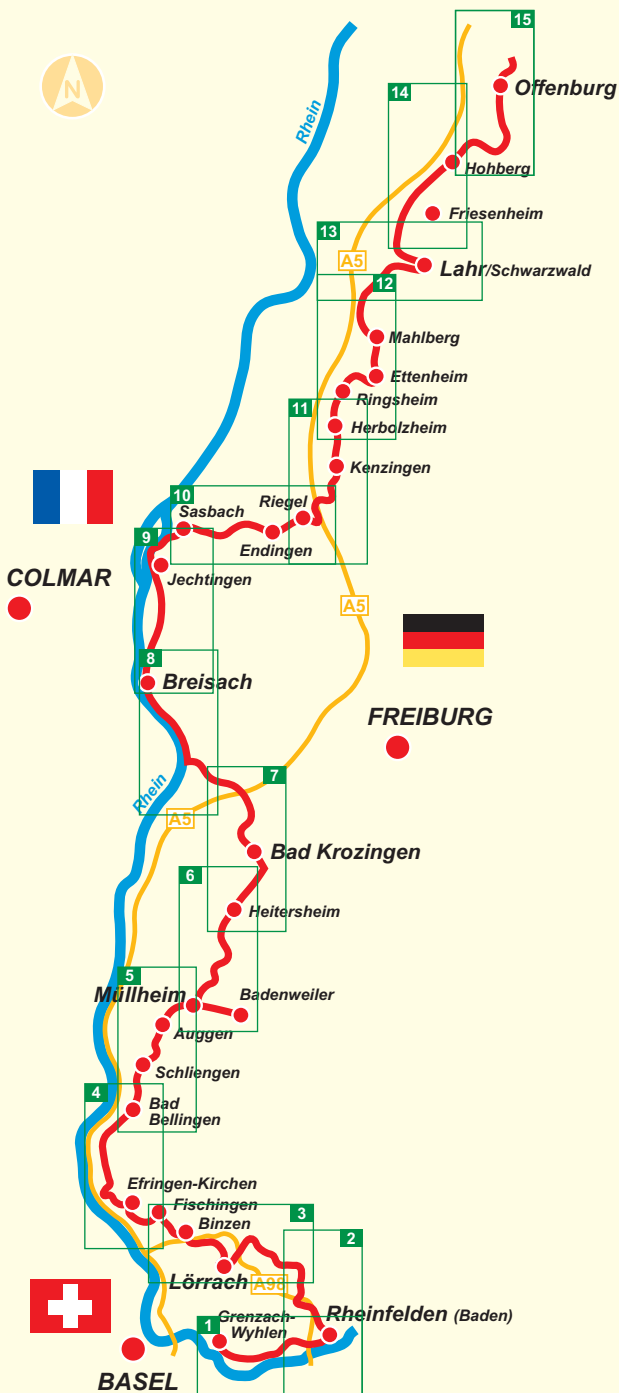 15
Offenburg
N
14
Rhein
Hohberg
Friesenheim
13
A5
Lahr/Schwarzwald
12
Mahlberg
Ettenheim
Ringsheim
11
Herbolzheim
Kenzingen
10
Riegel
Sasbach
Endingen
9
Jechtingen
COLMAR
A5
8
Breisach
FREIBURG
7
Rhein
A5
Bad Krozingen
6
Heitersheim
5
Müllheim
Badenweiler
Auggen
Schliengen
4
Bad
Bellingen
Efringen-Kirchen
Fischingen
3
Binzen
2
Lörrach
A98
1
Grenzach-
Wyhlen
Rheinfelden (Baden)
BASEL